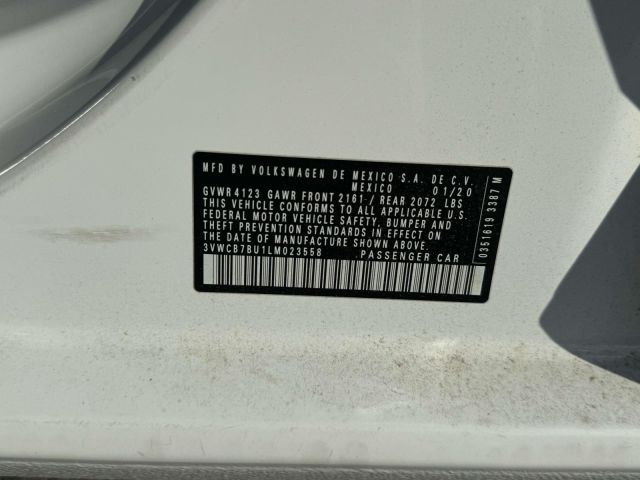 MFD BY VOLKSWAGEN DE MEXICO S.A. DE C.V.
MEXICO 01/20
GVWR 4123 GAWR FRONT 2161 / REAR 2072 LBS
THIS VEHICLE CONFORMS TO ALL APPLICABLE U.S.
FEDERAL MOTOR VEHICLE SAFETY, BUMPER AND
THEFT PREVENTION STANDARDS IN EFFECT ON
THE DATE OF MANUFACTURE SHOWN ABOVE.
3VWCB7BU1LM023558 PASSENGER CAR
0351619 3387 M